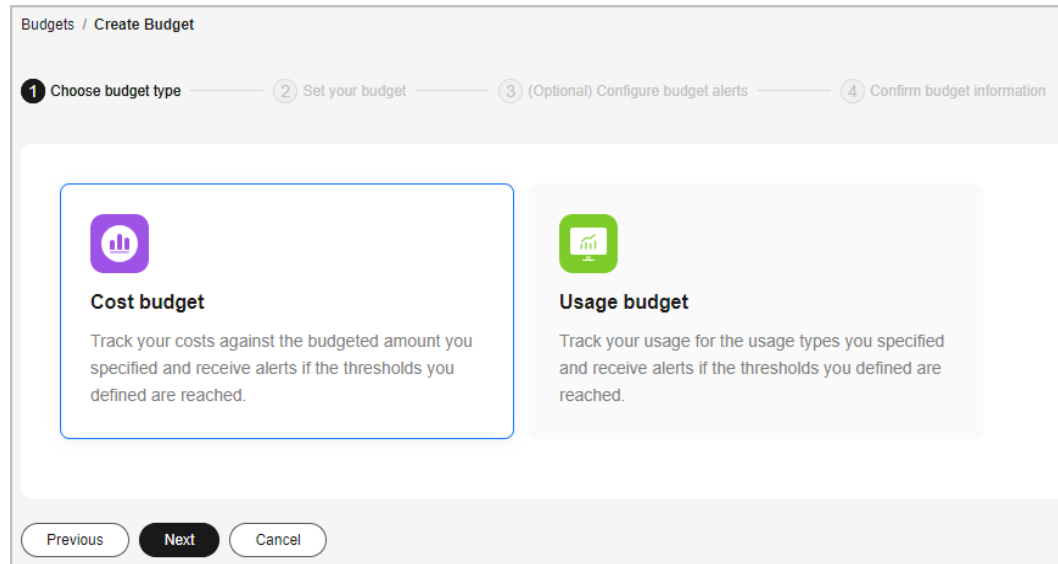 Budgets / Create Budget
1 Choose budget type 2 Set your budget 3 (Optional) Configure budget alerts 4 Confirm budget information
Cost budget
Track your costs against the budgeted amount you
specified and receive alerts if the thresholds you
defined are reached.
Usage budget
Track your usage for the usage types you specified
and receive alerts if the thresholds you defined are
reached.
Previous Next Cancel